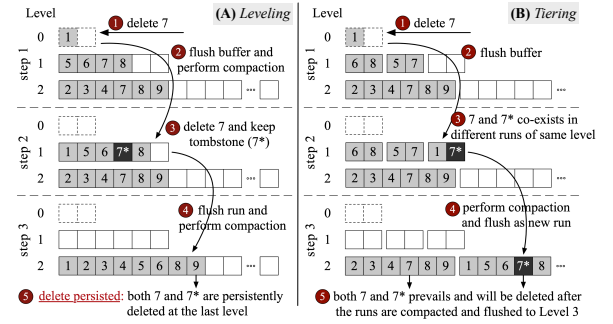 Level
(A) Leveling
step 1
0
1
1 delete 7
2 flush buffer and
perform compaction
1
5 6 7 8
2
2 3 4 6 7 8 9 ...
step 2
0
3 delete 7 and keep
tombstone (7*)
1
1 5 6 7* 8
2
2 3 4 6 7 8 9 ...
step 3
0
4 flush run and
perform compaction
1
2
1 2 3 4 5 6 8 9 ...
5 delete persisted: both 7 and 7* are persistently
deleted at the last level
Level
(B) Tiering
step 1
0
1
1 delete 7
2 flush buffer
1
6 8 5 7
2
2 3 4 7 9 ...
step 2
0
3 7 and 7* co-exists in
different runs of same level
1
6 8 5 7 1 7*
2
2 3 4 7 9 ...
step 3
0
4 perform compaction
and flush as new run
1
2
2 3 4 7 9 1 5 6 7* 8 ...
5 both 7 and 7* prevails and will be deleted after
the runs are compacted and flushed to Level 3